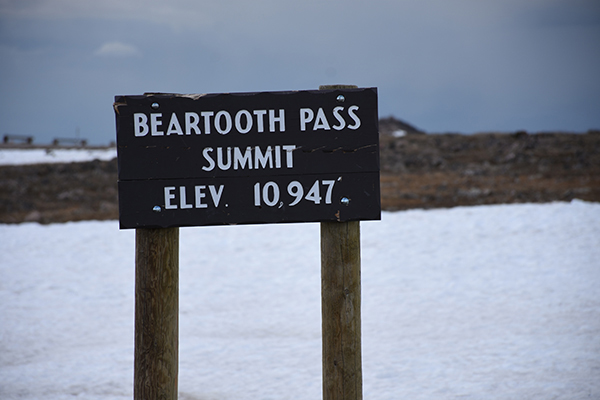 BEARTOOTH PASS
SUMMIT
ELEV. 10,947'